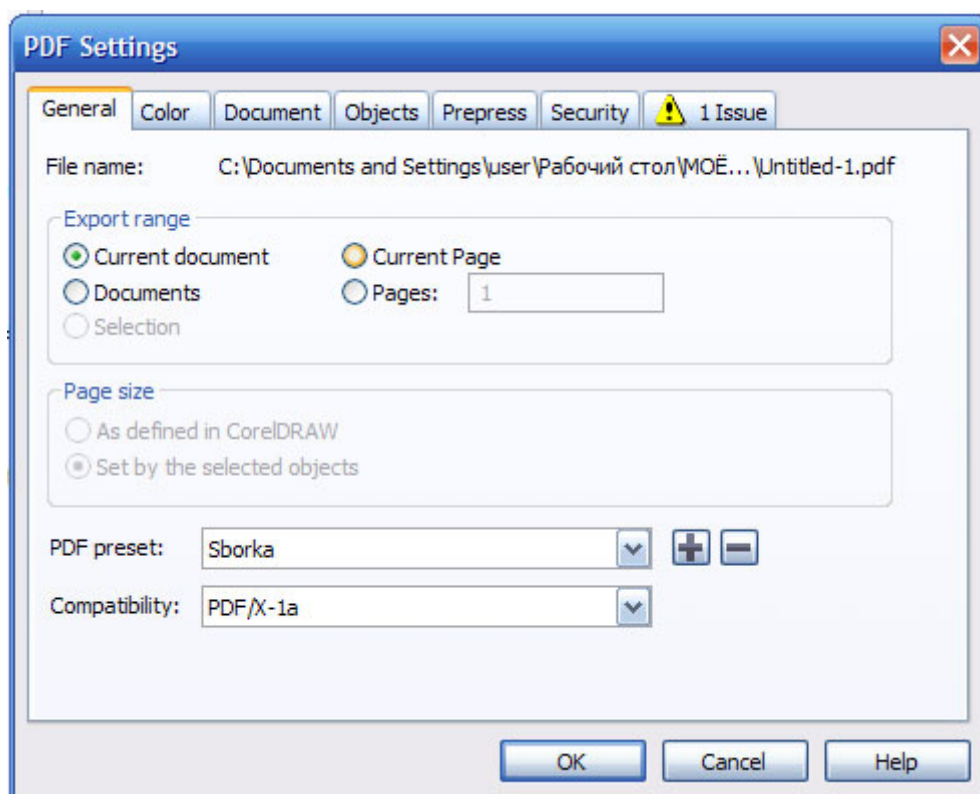 PDF Settings
General Color Document Objects Prepress Security 1 Issue
File name: C:\Documents and Settings\user\Рабочий стол\МОЁ...\Untitled-1.pdf
Export range
Current document Current Page
Documents Pages: 1
Selection
Page size
As defined in CorelDRAW
Set by the selected objects
PDF preset: Sborka
Compatibility: PDF/X-1a
OK Cancel Help